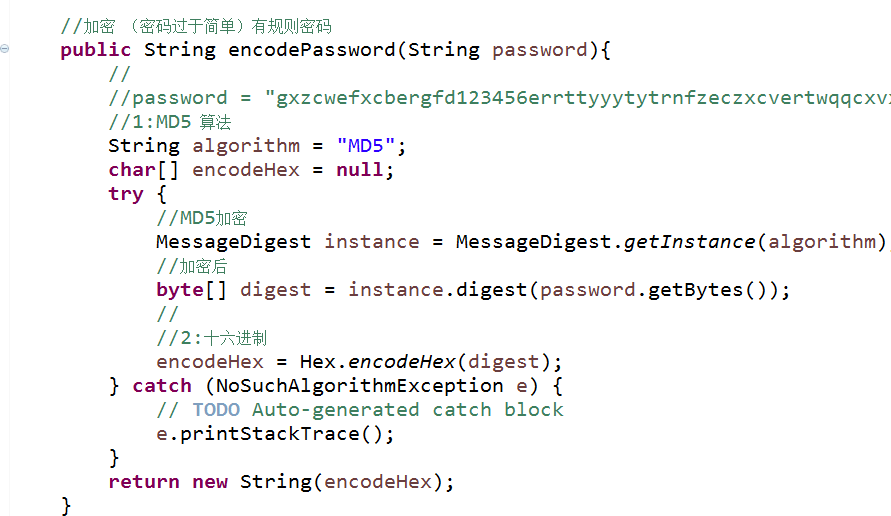 //加密 （密码过于简单）有规则密码
public String encodePassword(String password){
//
//password = "gxzcwefxcbergfd123456errttyyytytrnfzeczxcvertwqqcxvx
//1:MD5 算法
String algorithm = "MD5";
char[] encodeHex = null;
try {
//MD5加密
MessageDigest instance = MessageDigest.getInstance(algorithm)
//加密后
byte[] digest = instance.digest(password.getBytes());
//
//2:十六进制
encodeHex = Hex.encodeHex(digest);
} catch (NoSuchAlgorithmException e) {
// TODO Auto-generated catch block
e.printStackTrace();
}
return new String(encodeHex);
}